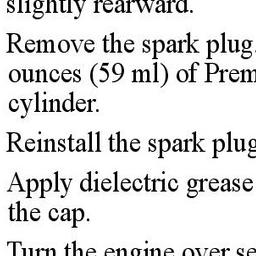 slightly rearward.
Remove the spark plug.
ounces (59 ml) of Prem
cylinder.
Reinstall the spark plug
Apply dielectric grease
the cap.
Turn the engine over se